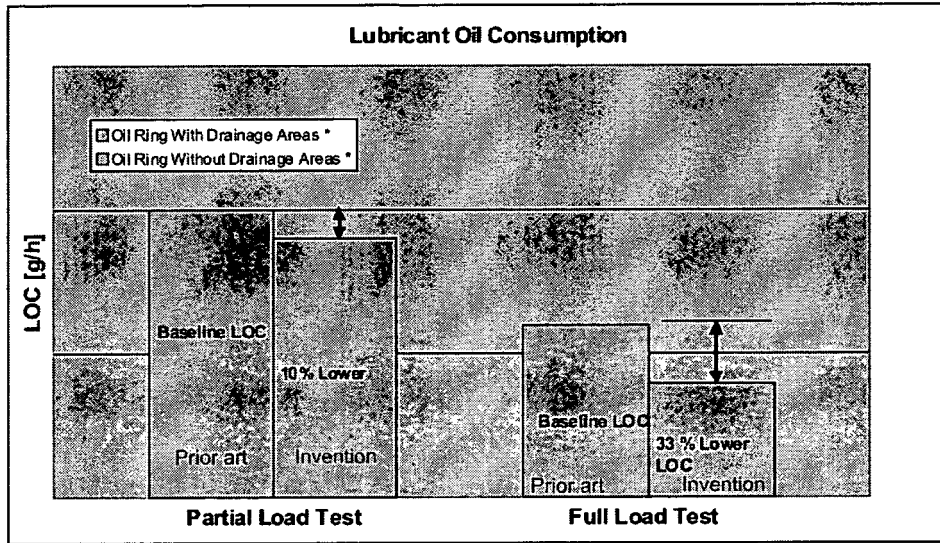 Lubricant Oil Consumption
Oil Ring With Drainage Areas *
Oil Ring Without Drainage Areas *
LOC [g/h]
Baseline LOC
10 % Lower
Prior art
Invention
Baseline LOC
33 % Lower
LOC
Prior art
Invention
Partial Load Test
Full Load Test